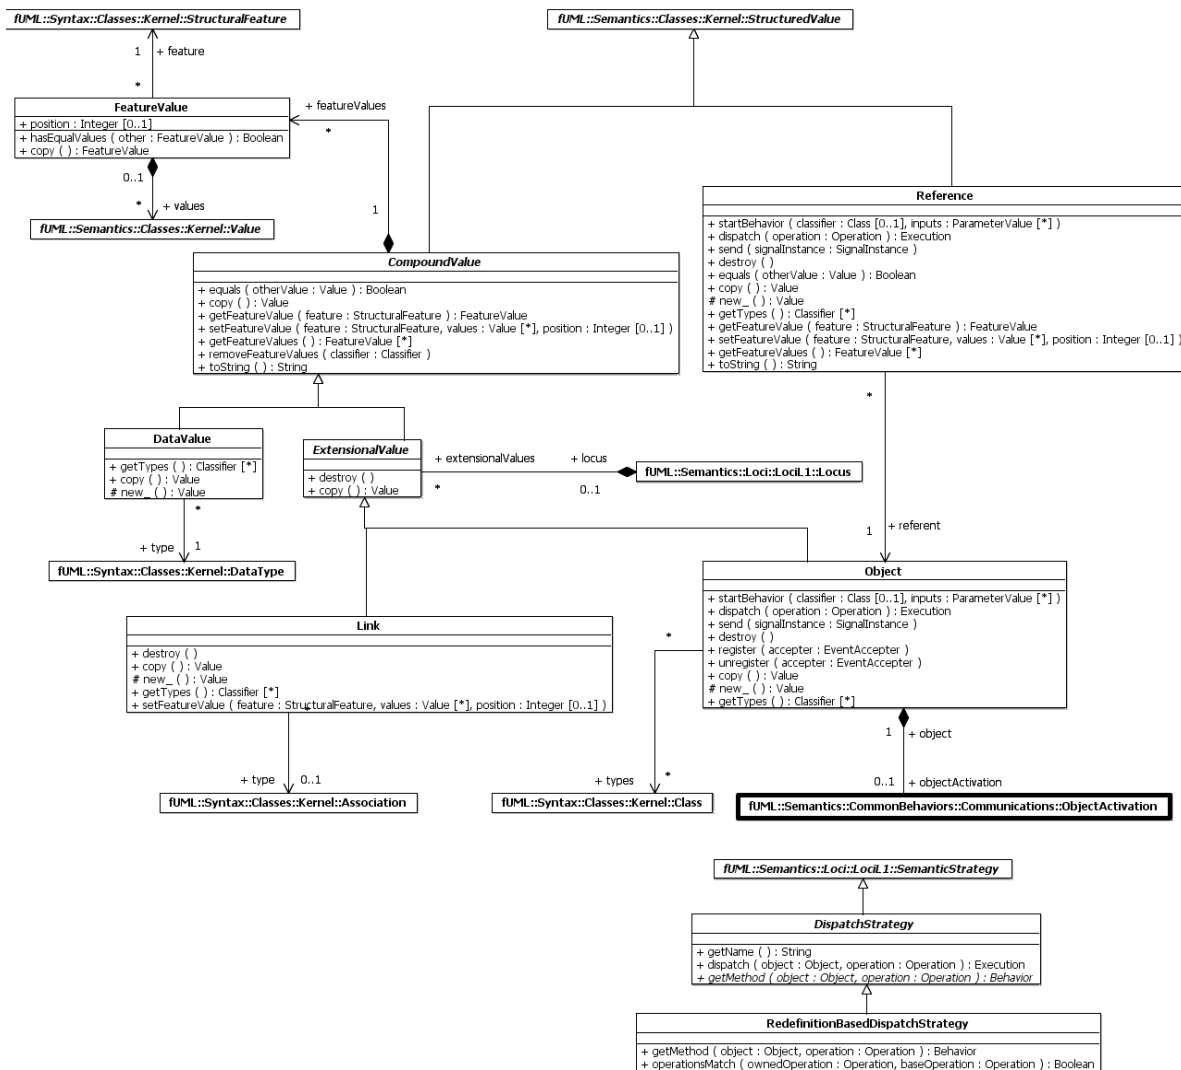 fUML::Syntax::Classes::Kernel::StructuralFeature
fUML::Semantics::Classes::Kernel::StructuredValue
1
+ feature
*
FeatureValue
+ position : Integer [0..1]
+ hasEqualValues ( other : FeatureValue ) : Boolean
+ copy ( ) : FeatureValue
+ featureValues
*
0..1
*
+ values
fUML::Semantics::Classes::Kernel::Value
1
Reference
+ startBehavior ( classifier : Class [0..1], inputs : ParameterValue [*] )
+ dispatch ( operation : Operation ) : Execution
+ send ( signalInstance : SignalInstance )
+ destroy ( )
+ equals ( otherValue : Value ) : Boolean
+ copy ( ) : Value
# new_ ( ) : Value
+ getTypes ( ) : Classifier [*]
+ getFeatureValue ( feature : StructuralFeature ) : FeatureValue
+ setFeatureValue ( feature : StructuralFeature, values : Value [*], position : Integer [0..1] )
+ getFeatureValues ( ) : FeatureValue [*]
+ toString ( ) : String
CompoundValue
+ equals ( otherValue : Value ) : Boolean
+ copy ( ) : Value
+ getFeatureValue ( feature : StructuralFeature ) : FeatureValue
+ setFeatureValue ( feature : StructuralFeature, values : Value [*], position : Integer [0..1] )
+ getFeatureValues ( ) : FeatureValue [*]
+ removeFeatureValues ( classifier : Classifier )
+ toString ( ) : String
*
DataValue
+ getTypes ( ) : Classifier [*]
+ copy ( ) : Value
# new_ ( ) : Value
*
+ type
1
fUML::Syntax::Classes::Kernel::DataType
ExtensionalValue
+ destroy ( )
+ copy ( ) : Value
+ extensionalValues
*
+ locus
0..1
fUML::Semantics::Loci::LociL1::Locus
1
+ referent
Object
+ startBehavior ( classifier : Class [0..1], inputs : ParameterValue [*] )
+ dispatch ( operation : Operation ) : Execution
+ send ( signalInstance : SignalInstance )
+ destroy ( )
+ register ( accepter : EventAccepter )
+ unregister ( accepter : EventAccepter )
+ copy ( ) : Value
# new_ ( ) : Value
+ getTypes ( ) : Classifier [*]
Link
+ destroy ( )
+ copy ( ) : Value
# new_ ( ) : Value
+ getTypes ( ) : Classifier [*]
+ setFeatureValue ( feature : StructuralFeature, values : Value [*], position : Integer [0..1] )
*
+ type
0..1
fUML::Syntax::Classes::Kernel::Association
*
+ types
*
fUML::Syntax::Classes::Kernel::Class
1
+ object
0..1
+ objectActivation
fUML::Semantics::CommonBehaviors::Communications::ObjectActivation
fUML::Semantics::Loci::LociL1::SemanticStrategy
DispatchStrategy
+ getName ( ) : String
+ dispatch ( object : Object, operation : Operation ) : Execution
+ getMethod ( object : Object, operation : Operation ) : Behavior
RedefinitionBasedDispatchStrategy
+ getMethod ( object : Object, operation : Operation ) : Behavior
+ operationsMatch ( ownedOperation : Operation, baseOperation : Operation ) : Boolean